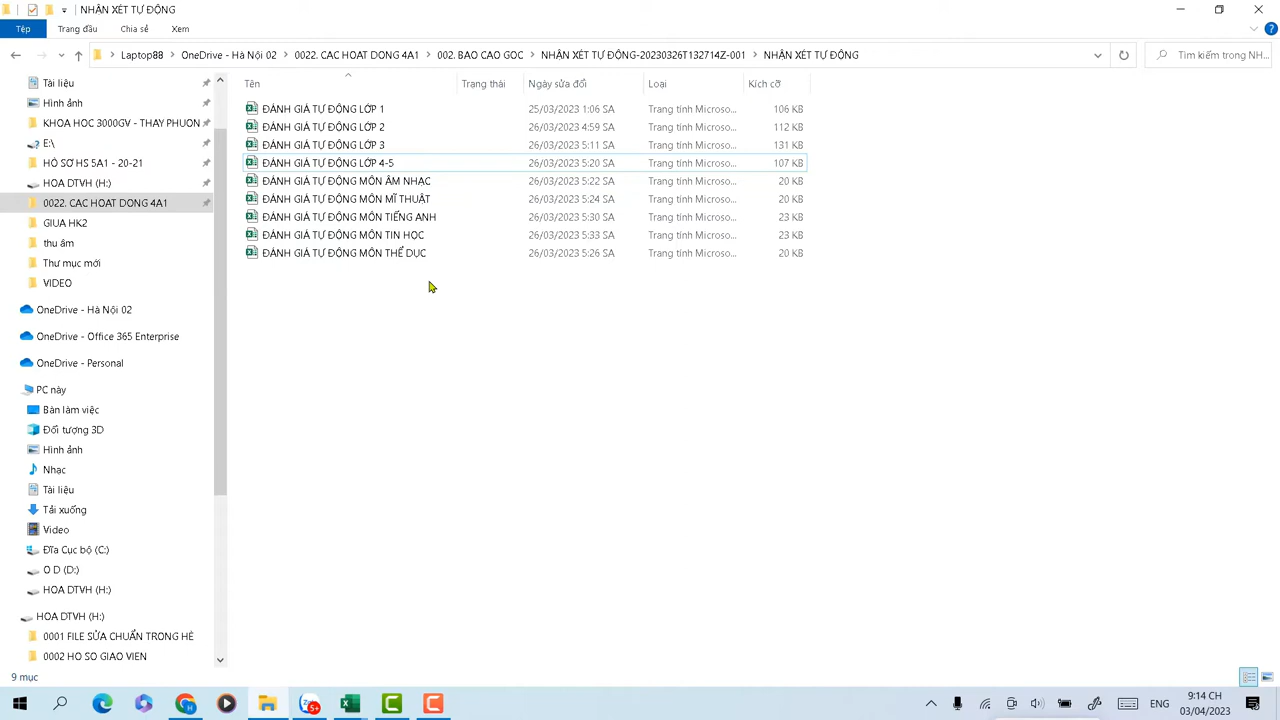 NHẬN XÉT TỰ ĐỘNG
Tệp Trang đầu Chia sẻ Xem
Laptop88 › OneDrive - Hà Nội 02 › 0022. CAC HOAT DONG 4A1 › 002. BAO CAO GOC › NHẬN XÉT TỰ ĐỘNG-20230326T132714Z-001 › NHẬN XÉT TỰ ĐỘNG
Tìm kiếm trong NH...
Tên Trạng thái Ngày sửa đổi Loại Kích cỡ
ĐÁNH GIÁ TỰ ĐỘNG LỚP 1 25/03/2023 1:06 SA Trang tính Microso... 106 KB
ĐÁNH GIÁ TỰ ĐỘNG LỚP 2 26/03/2023 4:59 SA Trang tính Microso... 112 KB
ĐÁNH GIÁ TỰ ĐỘNG LỚP 3 26/03/2023 5:11 SA Trang tính Microso... 131 KB
ĐÁNH GIÁ TỰ ĐỘNG LỚP 4-5 26/03/2023 5:20 SA Trang tính Microso... 107 KB
ĐÁNH GIÁ TỰ ĐỘNG MÔN ÂM NHẠC 26/03/2023 5:22 SA Trang tính Microso... 20 KB
ĐÁNH GIÁ TỰ ĐỘNG MÔN MĨ THUẬT 26/03/2023 5:24 SA Trang tính Microso... 20 KB
ĐÁNH GIÁ TỰ ĐỘNG MÔN TIẾNG ANH 26/03/2023 5:30 SA Trang tính Microso... 23 KB
ĐÁNH GIÁ TỰ ĐỘNG MÔN TIN HỌC 26/03/2023 5:33 SA Trang tính Microso... 23 KB
ĐÁNH GIÁ TỰ ĐỘNG MÔN THỂ DỤC 26/03/2023 5:26 SA Trang tính Microso... 20 KB
Tài liệu
Hình ảnh
KHOA HOC 3000GV - THAY PHUON
E:\
HỒ SƠ HS 5A1 - 20-21
HOA DTVH (H:)
0022. CAC HOAT DONG 4A1
GIUA HK2
thu âm
Thư mục mới
VIDEO
OneDrive - Hà Nội 02
OneDrive - Office 365 Enterprise
OneDrive - Personal
PC này
Bàn làm việc
Đối tượng 3D
Hình ảnh
Nhạc
Tài liệu
Tải xuống
Video
Đĩa Cục bộ (C:)
O D (D:)
HOA DTVH (H:)
HOA DTVH (H:)
0001 FILE SỬA CHUẨN TRONG HÈ
0002 HO SO GIAO VIEN
9 mục
ENG
9:14 CH
03/04/2023